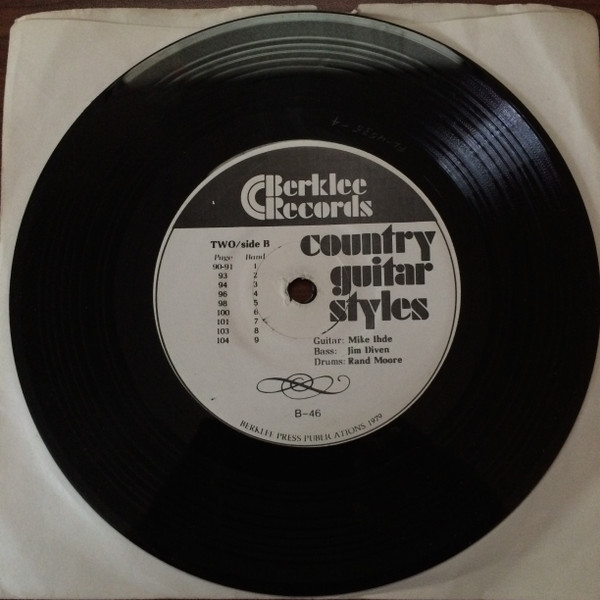 Berklee
Records
TWO/side B
country
guitar
styles
Page Band
90-91 1
93 2
94 3
96 4
98 5
100 6
101 7
103 8
104 9
Guitar: Mike Ihde
Bass: Jim Diven
Drums: Rand Moore
B-46
BERKLEE PRESS PUBLICATIONS 1979